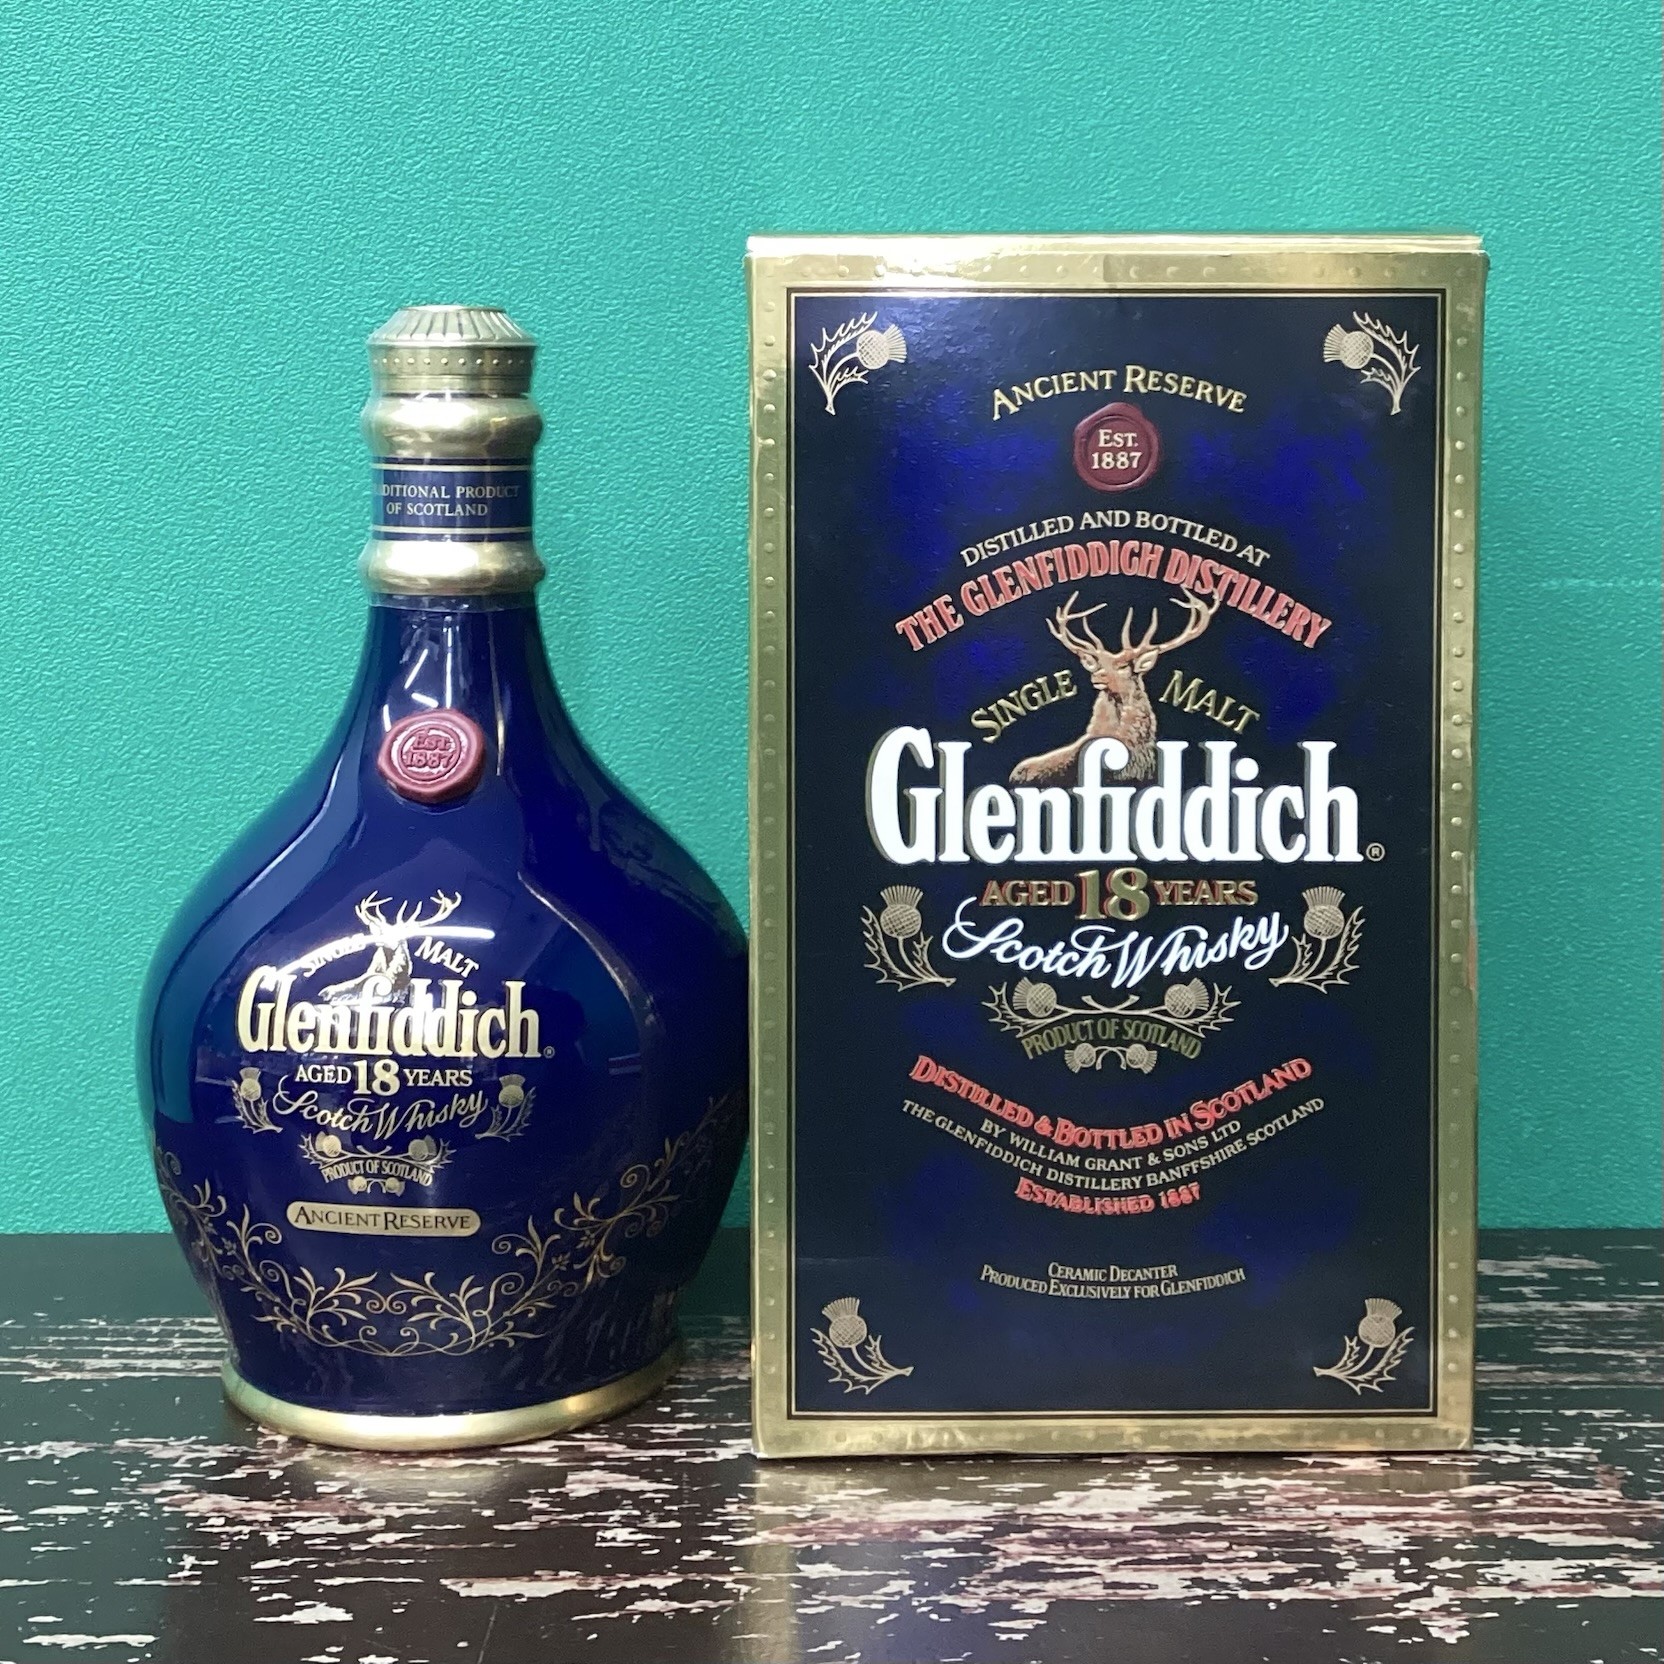 DITIONAL PRODUCT
OF SCOTLAND
EST.
1887
SINGLE MALT
Glenfiddich®
AGED 18 YEARS
Scotch Whisky
PRODUCT OF SCOTLAND
ANCIENT RESERVE
ANCIENT RESERVE
EST.
1887
DISTILLED AND BOTTLED AT
THE GLENFIDDICH DISTILLERY
SINGLE MALT
Glenfiddich®
AGED 18 YEARS
Scotch Whisky
PRODUCT OF SCOTLAND
DISTILLED & BOTTLED IN SCOTLAND
BY WILLIAM GRANT & SONS LTD
THE GLENFIDDICH DISTILLERY BANFFSHIRE SCOTLAND
ESTABLISHED 1887
CERAMIC DECANTER
PRODUCED EXCLUSIVELY FOR GLENFIDDICH